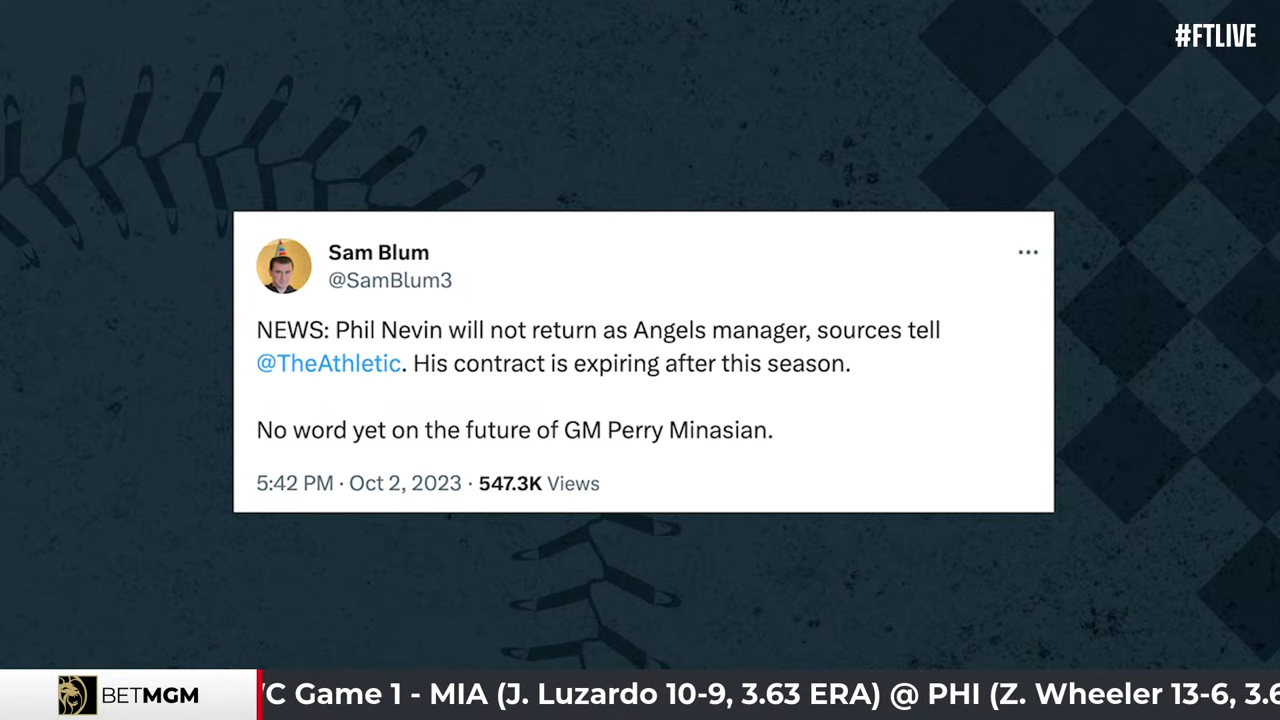 #FTLIVE
Sam Blum
@SamBlum3
NEWS: Phil Nevin will not return as Angels manager, sources tell
@TheAthletic. His contract is expiring after this season.
No word yet on the future of GM Perry Minasian.
5:42 PM · Oct 2, 2023 · 547.3K Views
BETMGM
C Game 1 - MIA (J. Luzardo 10-9, 3.63 ERA) @ PHI (Z. Wheeler 13-6, 3.6